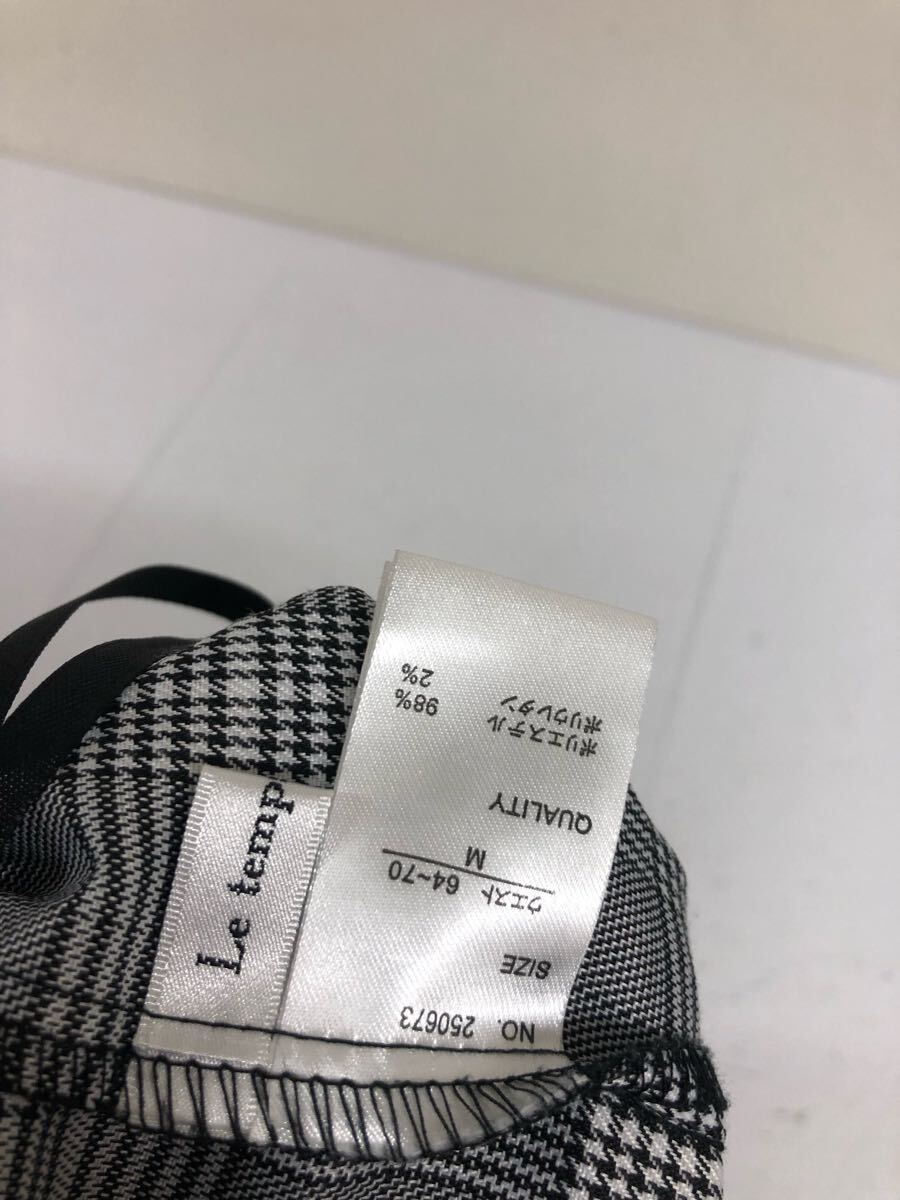 Le temp
NO. 250673
SIZE
ウエスト 64~70
M
QUALITY
ポリエステル 98%
ポリウレタン 2%